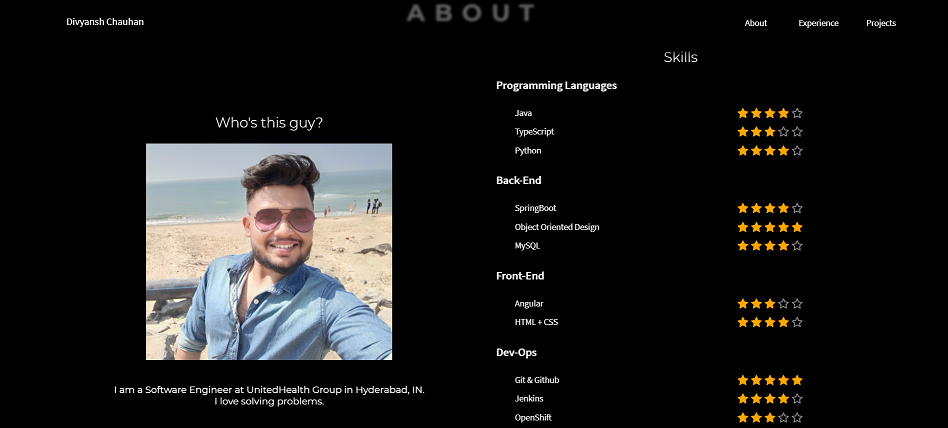 Divyansh Chauhan
ABOUT
About
Experience
Projects
Who's this guy?
I am a Software Engineer at UnitedHealth Group in Hyderabad, IN.
I love solving problems.
Skills
Programming Languages
Java
TypeScript
Python
Back-End
SpringBoot
Object Oriented Design
MySQL
Front-End
Angular
HTML + CSS
Dev-Ops
Git & Github
Jenkins
OpenShift